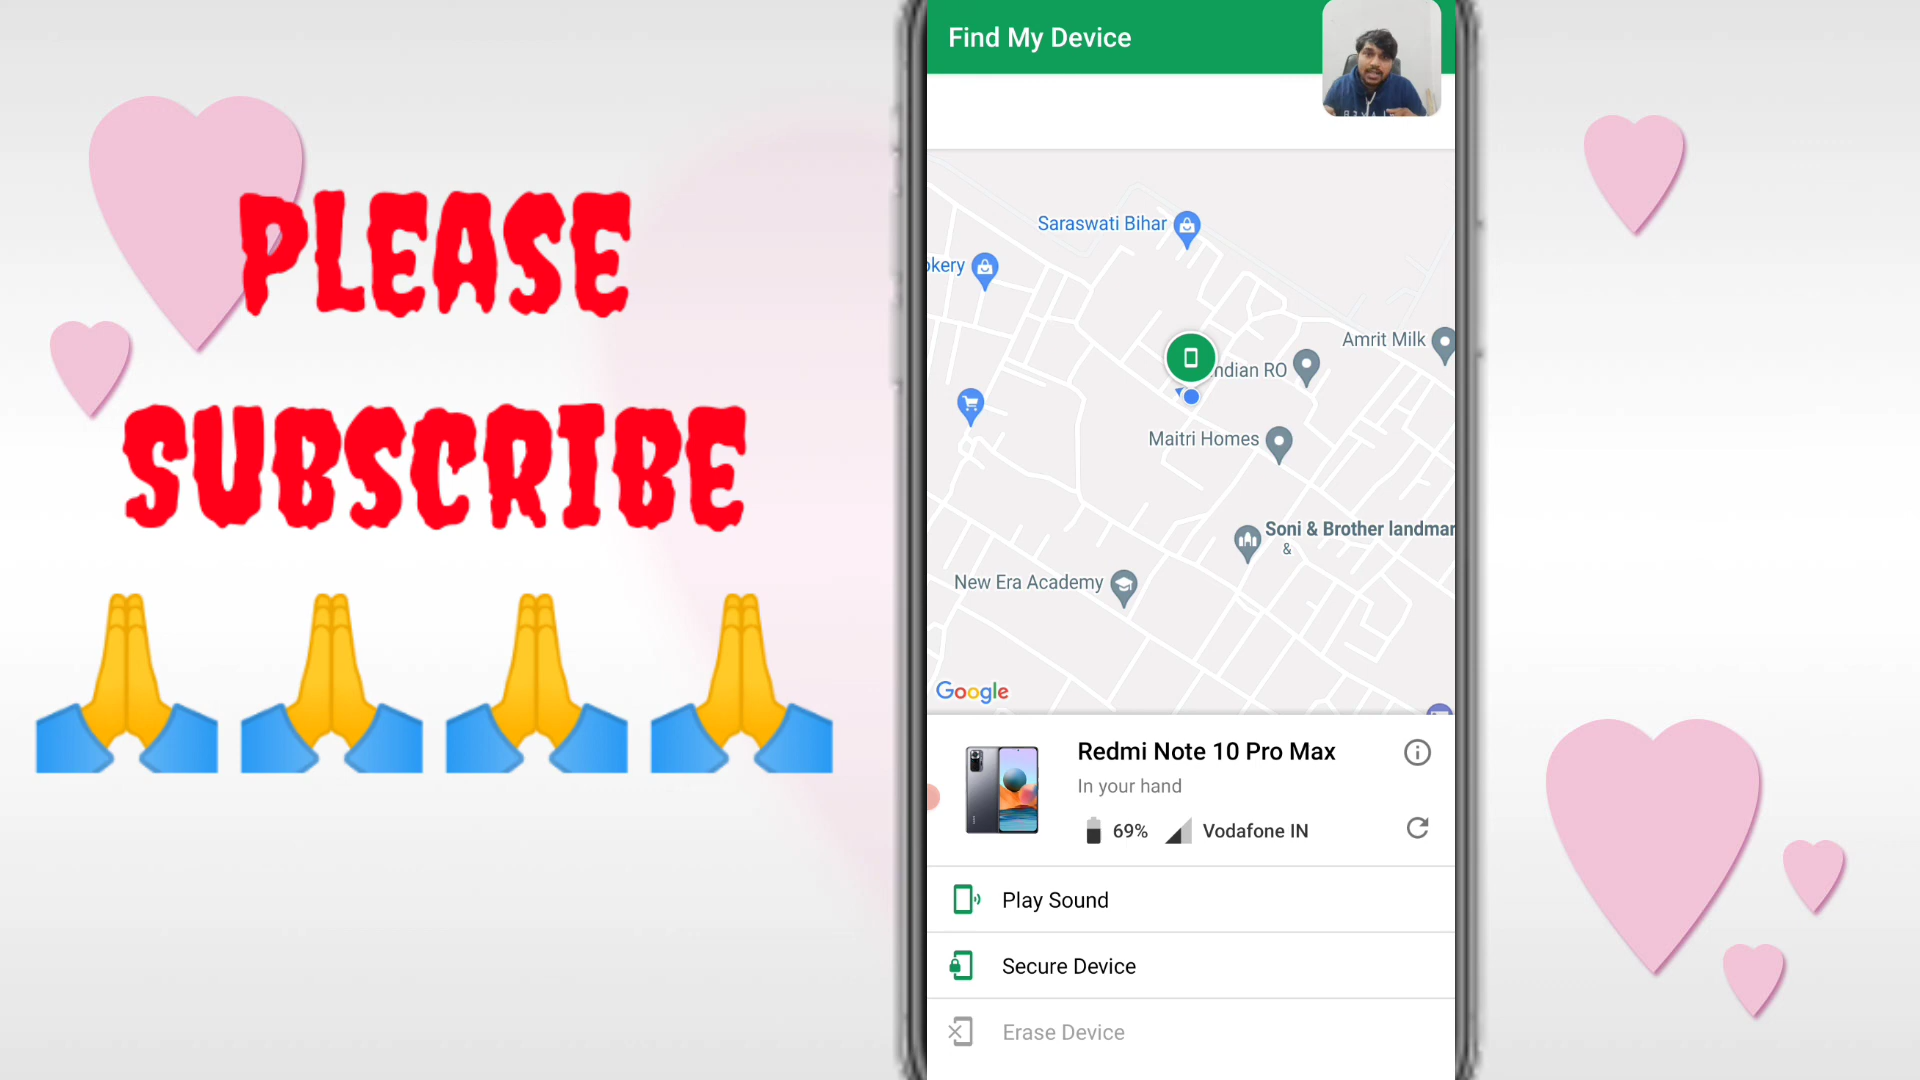 PLEASE
SUBSCRIBE
Find My Device
Saraswati Bihar
okery
Amrit Milk
ndian RO
Maitri Homes
Soni & Brother landmar
&
New Era Academy
Google
Redmi Note 10 Pro Max
In your hand
69% Vodafone IN
Play Sound
Secure Device
Erase Device